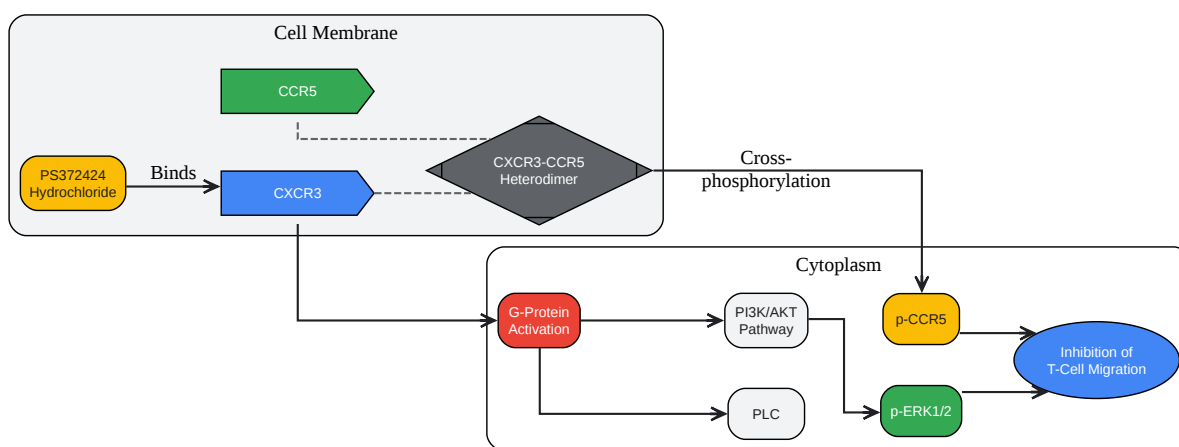 Cell Membrane
CCR5
PS372424
Hydrochloride
Binds
CXCR3
CXCR3-CCR5
Heterodimer
Cross-
phosphorylation
Cytoplasm
G-Protein
Activation
PI3K/AKT
Pathway
p-CCR5
Inhibition of
T-Cell Migration
PLC
p-ERK1/2